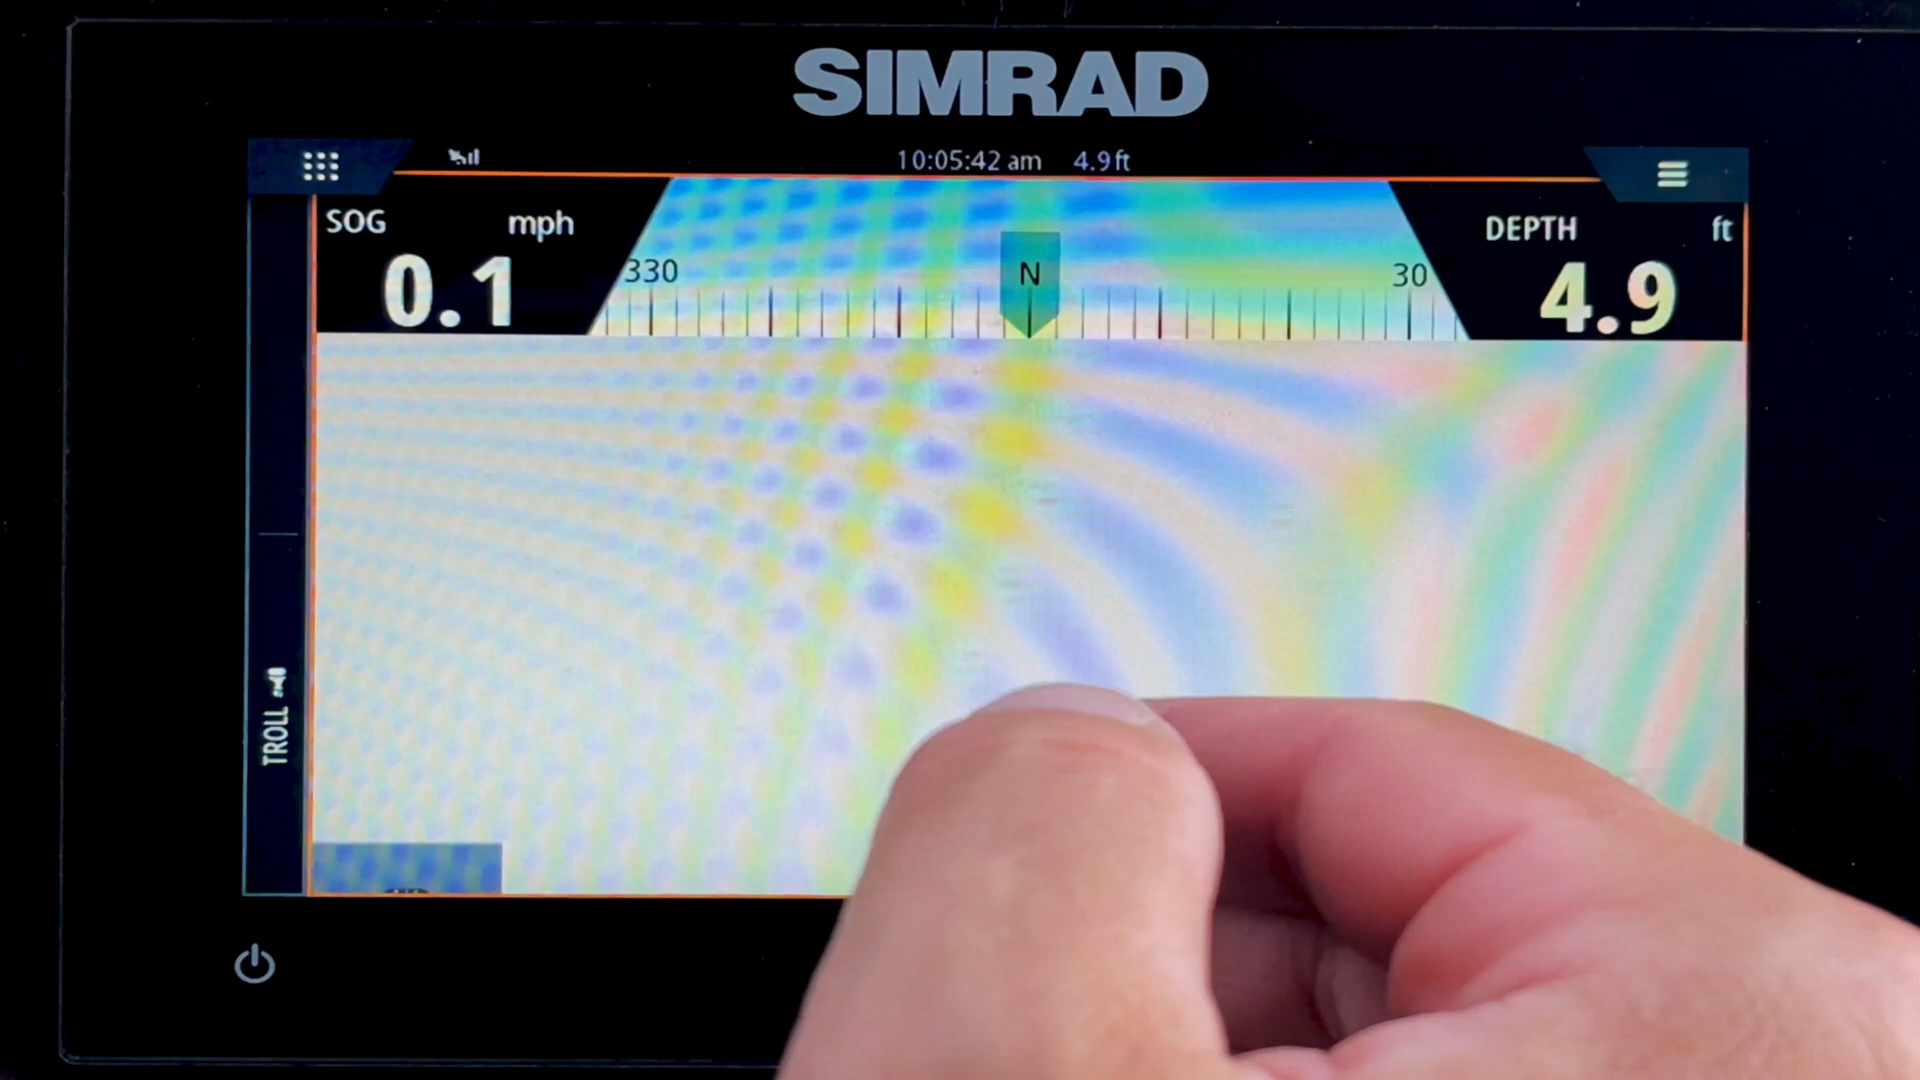 SIMRAD
10:05:42 am 4.9 ft
SOG mph
0.1
330 N 30
DEPTH ft
4.9
TROLL